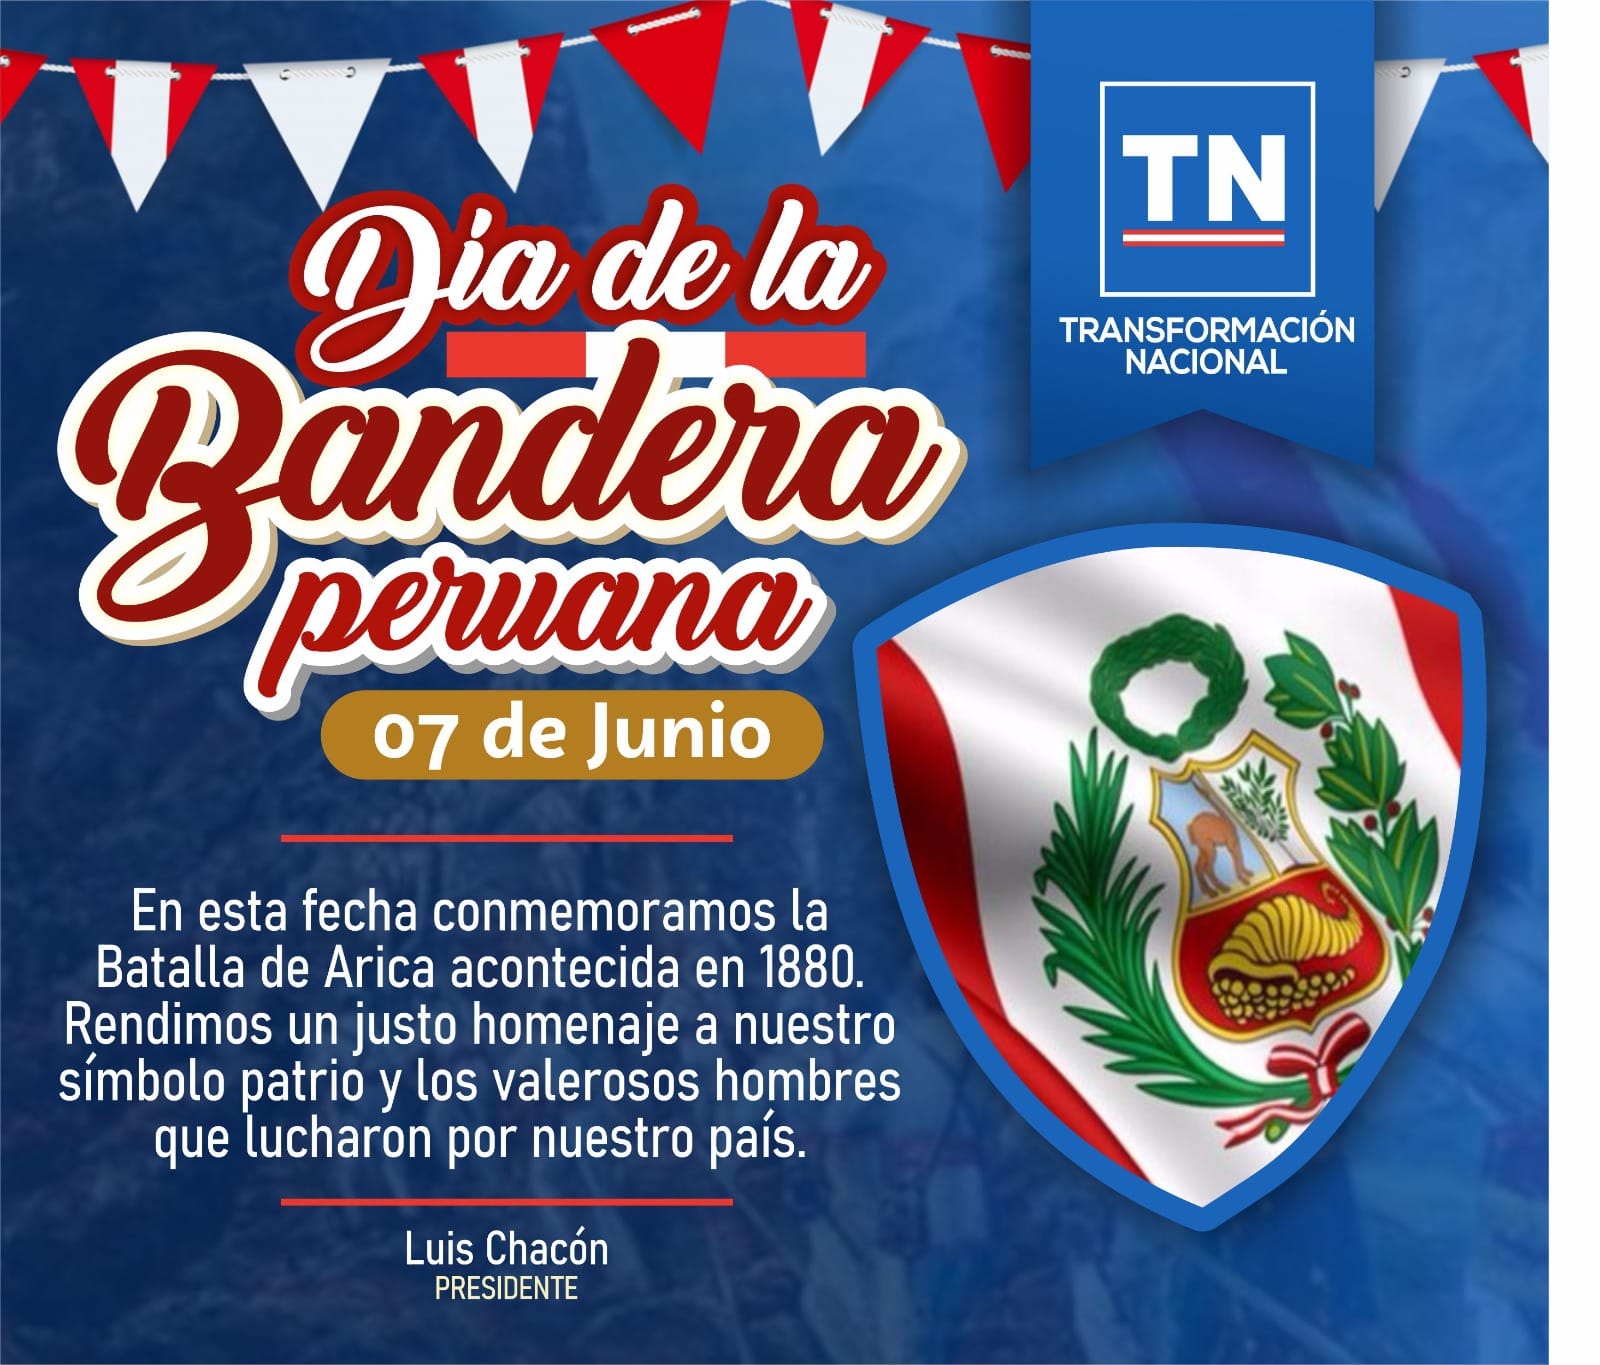 Día de la
Bandera
peruana
07 de Junio
TN
TRANSFORMACIÓN
NACIONAL
En esta fecha conmemoramos la
Batalla de Arica acontecida en 1880.
Rendimos un justo homenaje a nuestro
símbolo patrio y los valerosos hombres
que lucharon por nuestro país.
Luis Chacón
PRESIDENTE